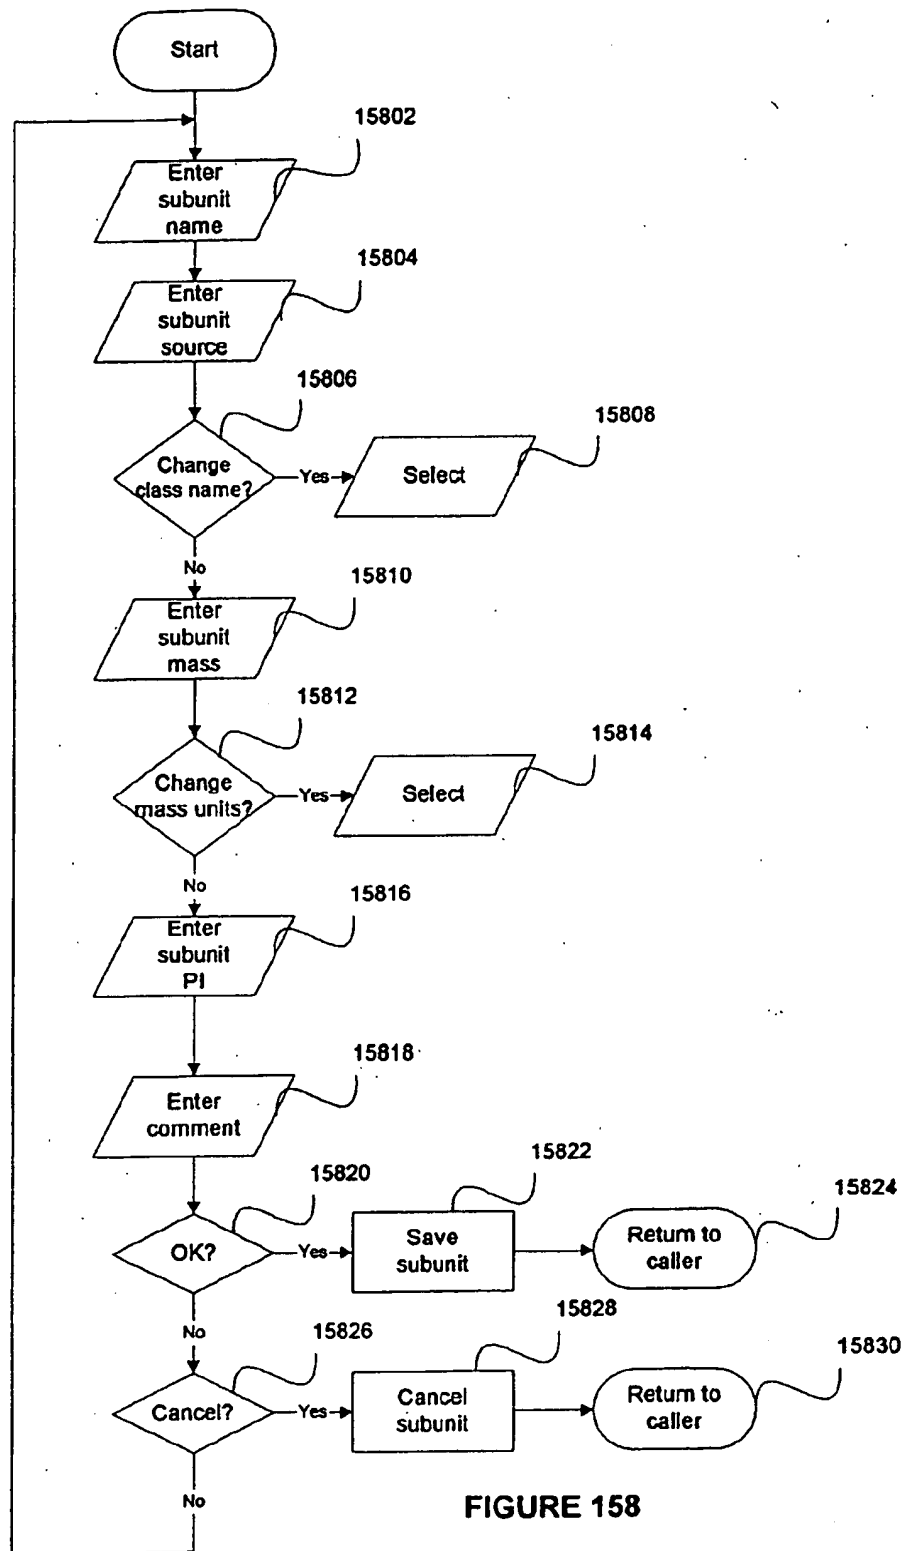 Start
15802
Enter
subunit
name
15804
Enter
subunit
source
15806
Change
class name?
Yes
15808
Select
No
15810
Enter
subunit
mass
15812
Change
mass units?
Yes
15814
Select
No
15816
Enter
subunit
PI
15818
Enter
comment
15820
OK?
Yes
15822
Save
subunit
15824
Return to
caller
No
15826
Cancel?
Yes
15828
Cancel
subunit
15830
Return to
caller
No
FIGURE 158